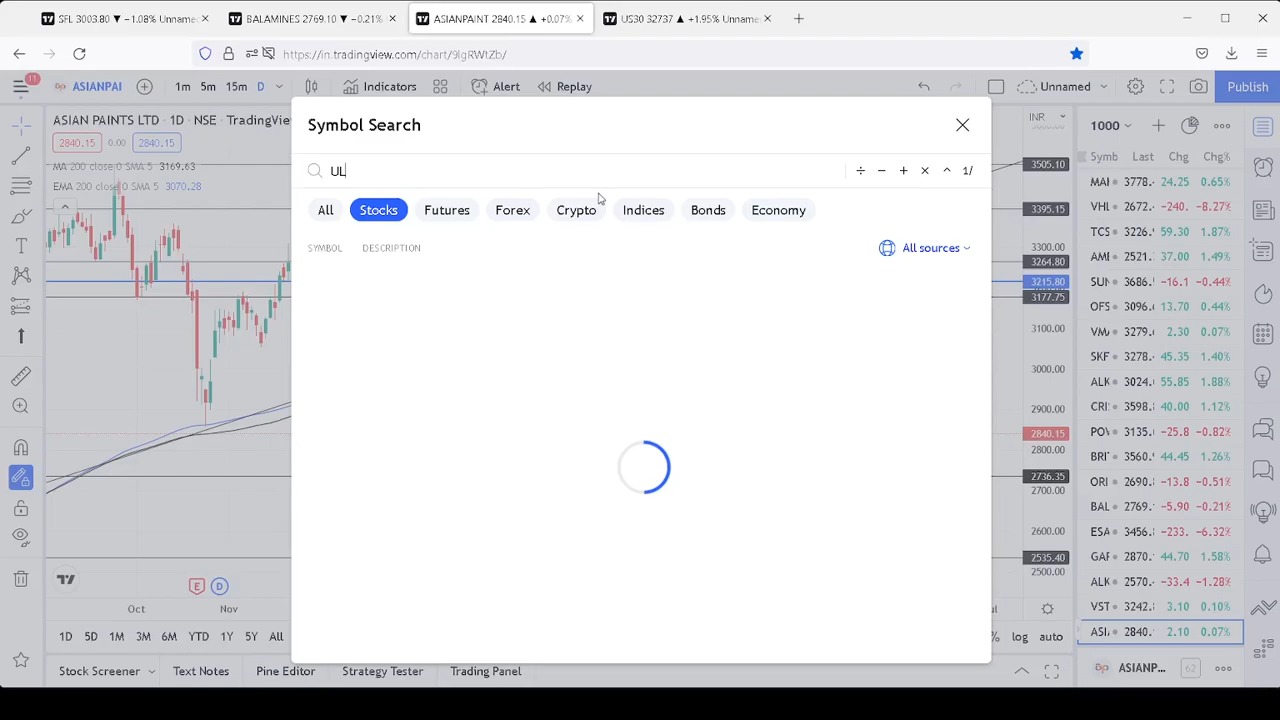 SFL 3003.80 ▼ −1.08% Unname
BALAMINES 2769.10 ▼ −0.21%
ASIANPAINT 2840.15 ▲ +0.07%
US30 32737 ▲ +1.95% Unname
https://in.tradingview.com/chart/9lgRWtZb/
11
ASIANPAI
1m 5m 15m D
Indicators
Alert
Replay
Unnamed
Publish
ASIAN PAINTS LTD · 1D · NSE · TradingVie
2840.15 0.00 2840.15
MA 200 close 0 SMA 5 3169.63
EMA 200 close 0 SMA 5 3070.28
Symbol Search
UL
÷ − + × ^ 1/
All Stocks Futures Forex Crypto Indices Bonds Economy
SYMBOL DESCRIPTION
All sources
INR
3505.10
3395.15
3300.00
3264.80
3215.80
3177.75
3100.00
3000.00
2900.00
2840.15
2800.00
2736.35
2700.00
2600.00
2535.40
2500.00
1000
Symb Last Chg Chg%
MAI 3778. 24.25 0.65%
VHL 2672. −240. −8.27%
TCS 3226. 59.30 1.87%
AMI 2521. 37.00 1.49%
SUN 3686. −16.1 −0.44%
OFS 3096. 13.70 0.44%
VM 3279. 2.30 0.07%
SKF 3278. 45.35 1.40%
ALK 3024. 55.85 1.88%
CRI 3598. 40.00 1.12%
POV 3135. −25.8 −0.82%
BRI 3560. 44.45 1.26%
ORI 2690. −13.8 −0.51%
BAL 2769. −5.90 −0.21%
ESA 3456. −233. −6.32%
GAF 2870. 44.70 1.58%
ALK 2570. −33.4 −1.28%
VST 3242. 3.10 0.10%
ASI 2840. 2.10 0.07%
E D
Oct Nov
ul
1D 5D 1M 3M 6M YTD 1Y 5Y All
% log auto
Stock Screener Text Notes Pine Editor Strategy Tester Trading Panel
ASIANP... 62